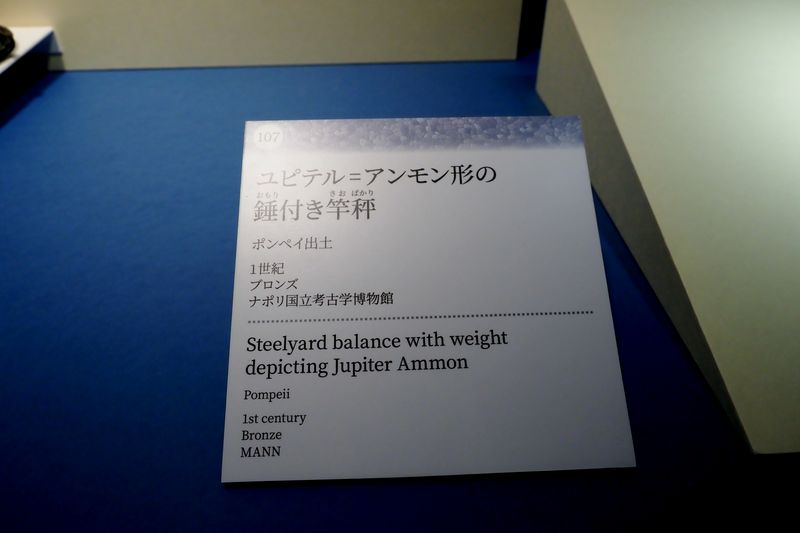 107
ユピテル=アンモン形の
おもり さお ばかり
錘付き竿秤
ポンペイ出土
1世紀
ブロンズ
ナポリ国立考古学博物館
Steelyard balance with weight
depicting Jupiter Ammon
Pompeii
1st century
Bronze
MANN